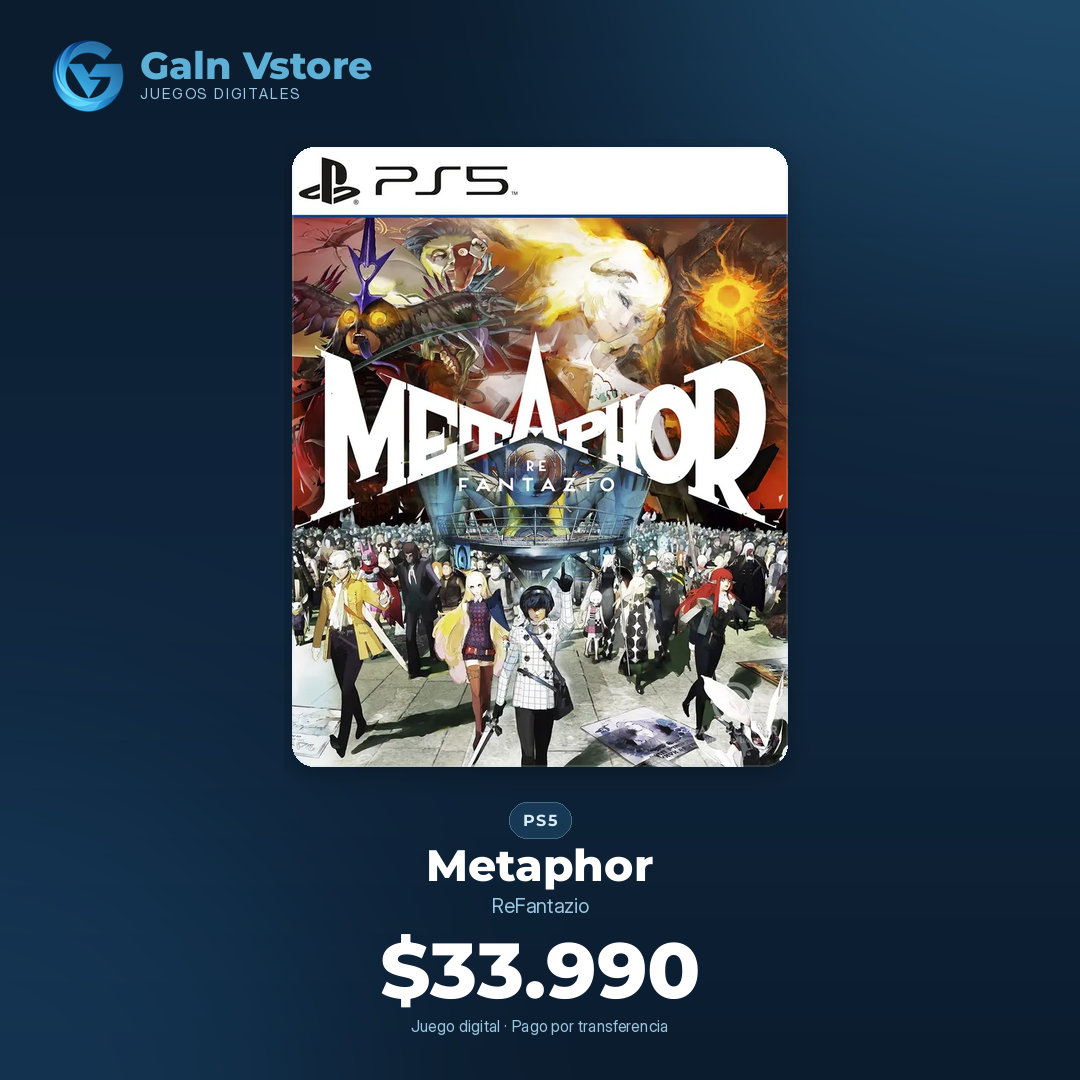 Galn Vstore
JUEGOS DIGITALES
PS5
METAPHOR
RE
FANTAZIO
PS5
Metaphor
ReFantazio
$33.990
Juego digital · Pago por transferencia